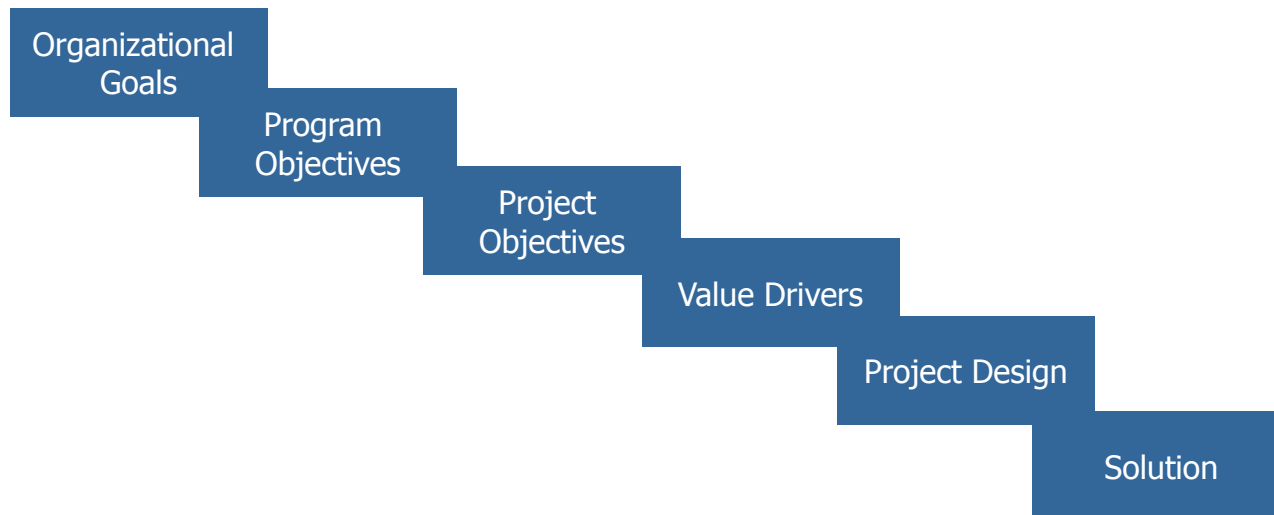 Organizational
Goals
Program
Objectives
Project
Objectives
Value Drivers
Project Design
Solution